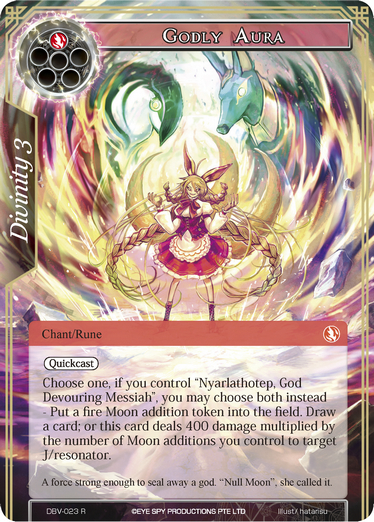 Godly Aura
Divinity 3
Chant/Rune
Quickcast
Choose one, if you control “Nyarlathotep, God
Devouring Messiah”, you may choose both instead
- Put a fire Moon addition token into the field. Draw
a card; or this card deals 400 damage multiplied by
the number of Moon additions you control to target
J/resonator.
A force strong enough to seal away a god. “Null Moon”, she called it.
DBV-023 R ©EYE SPY PRODUCTIONS PTE LTD Illust/ hatarisu